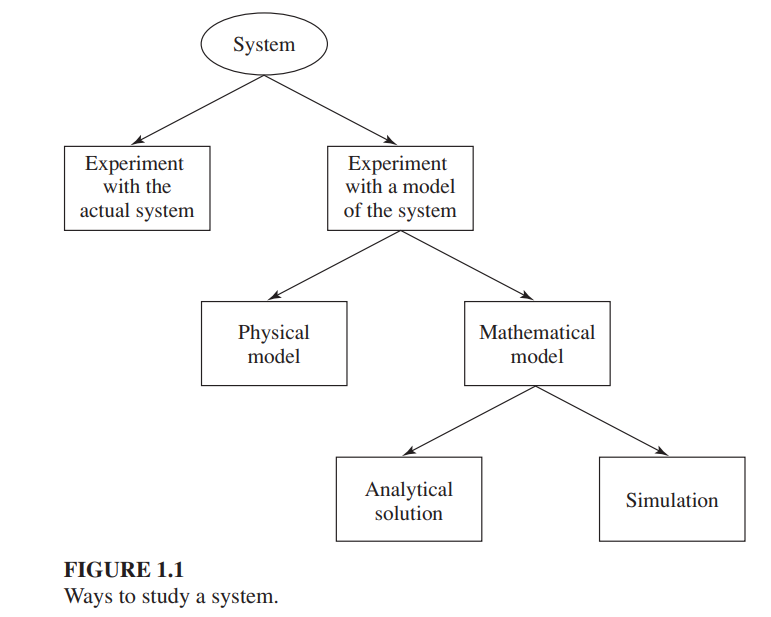 System
Experiment
with the
actual system
Experiment
with a model
of the system
Physical
model
Mathematical
model
Analytical
solution
Simulation
FIGURE 1.1
Ways to study a system.